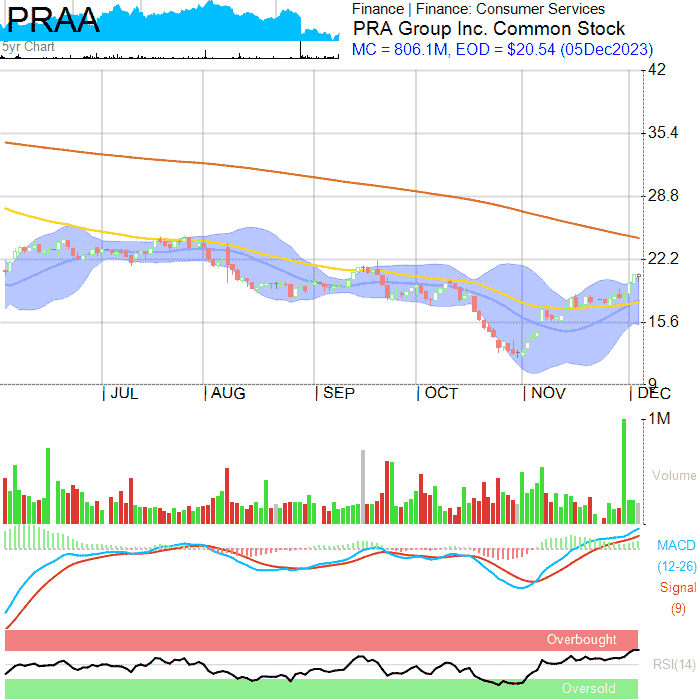 PRAA
5yr Chart
Finance | Finance: Consumer Services
PRA Group Inc. Common Stock
MC = 806.1M, EOD = $20.54 (05Dec2023)
42
35.4
28.8
22.2
15.6
9
| JUL | AUG | SEP | OCT | NOV | DEC
1M
Volume
MACD
(12-26)
Signal
(9)
Overbought
RSI(14)
Oversold